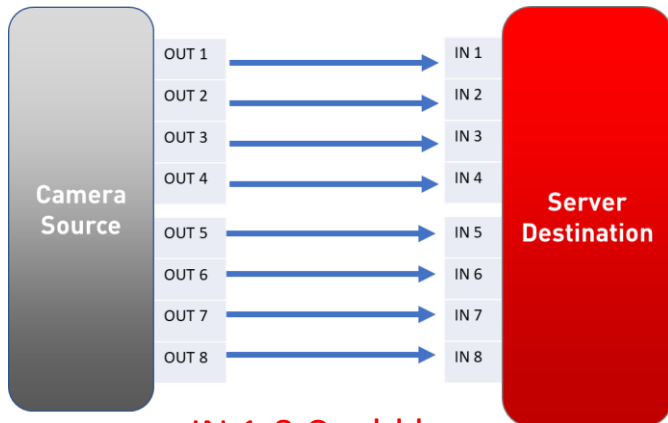 Camera
Source
OUT 1
OUT 2
OUT 3
OUT 4
OUT 5
OUT 6
OUT 7
OUT 8
IN 1
IN 2
IN 3
IN 4
IN 5
IN 6
IN 7
IN 8
Server
Destination